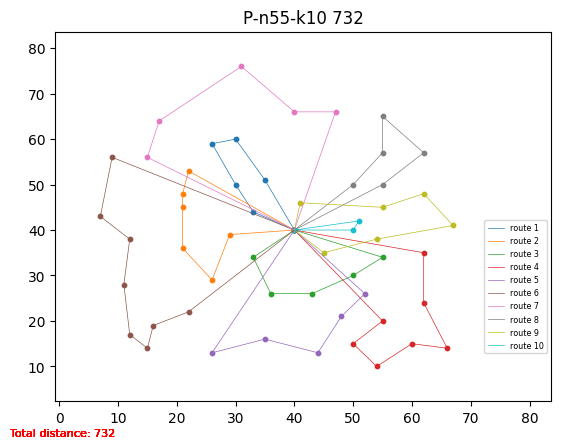 P-n55-k10 732
80
70
60
50
40
30
20
10
0 10 20 30 40 50 60 70 80
route 1
route 2
route 3
route 4
route 5
route 6
route 7
route 8
route 9
route 10
Total distance: 732